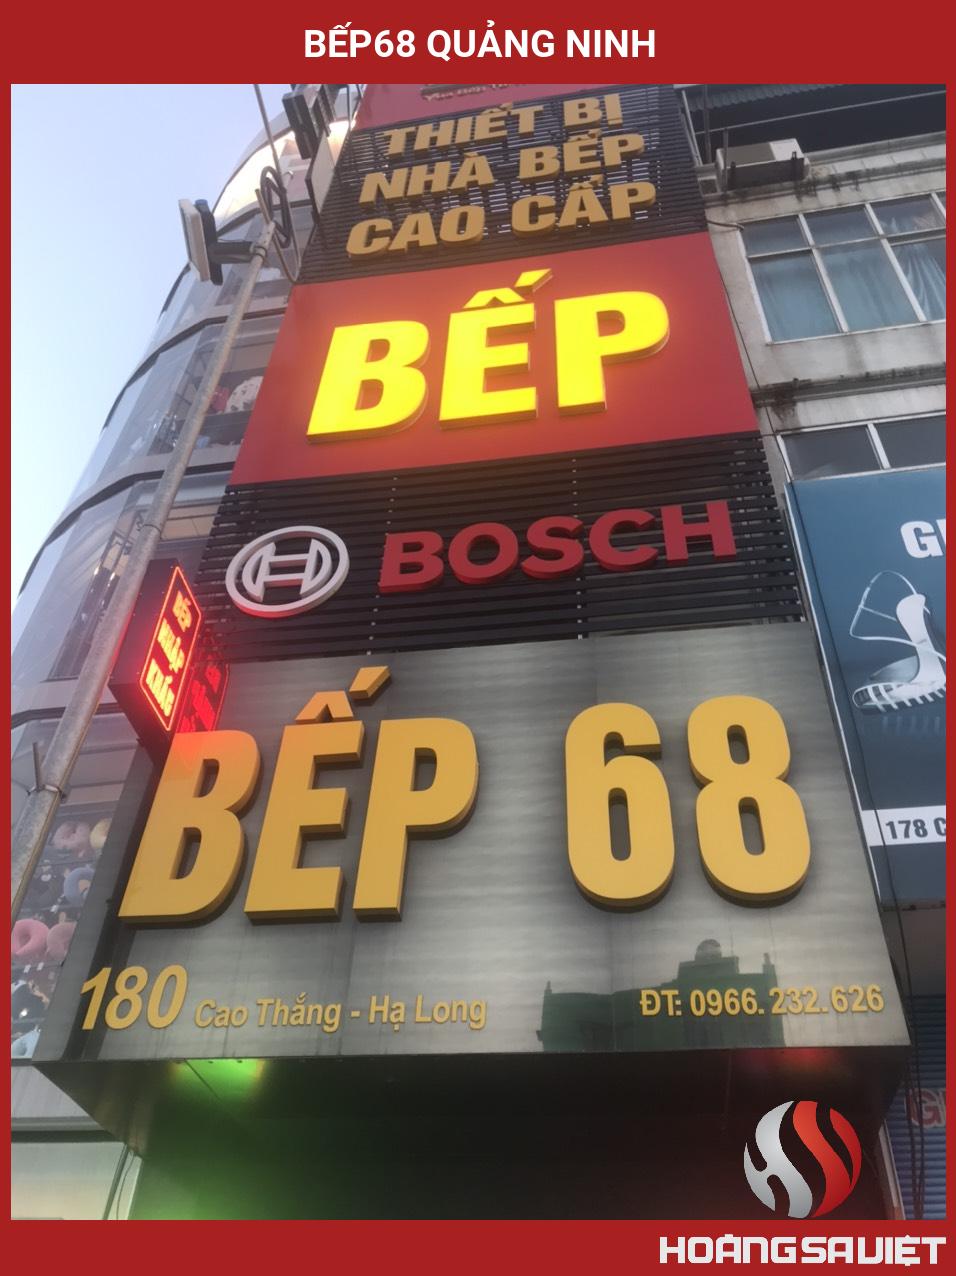 BẾP68 QUẢNG NINH
THIẾT BỊ
NHÀ BẾP
CAO CẤP
BẾP
BOSCH
BẾP 68
180 Cao Thắng - Hạ Long
ĐT: 0966.232.626
178 C
HOÀNGSAVIỆT